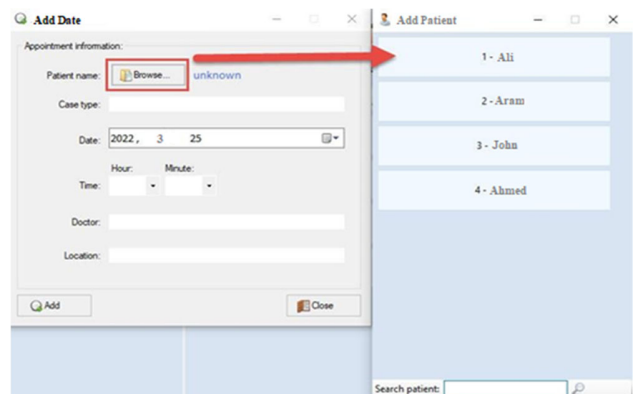 Add Date
Appointment infromation:
Patient name: Browse... unknown
Case type:
Date: 2022, 3 25
Hour: Minute:
Time:
Doctor:
Location:
Add Close
Add Patient
1 - Ali
2 - Aram
3 - John
4 - Ahmed
Search patient: